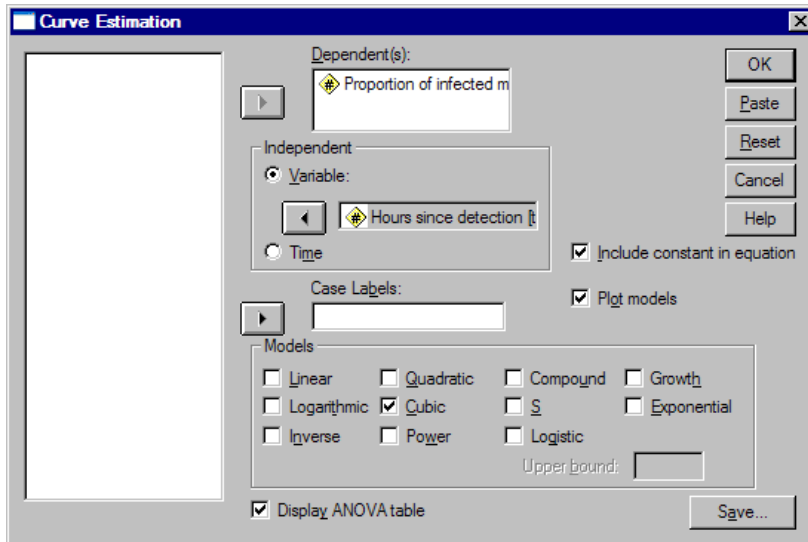 Curve Estimation
Dependent(s):
Proportion of infected m
OK
Paste
Reset
Cancel
Help
Independent
Variable:
Hours since detection [t
Time
Include constant in equation
Case Labels:
Plot models
Models
Linear Quadratic Compound Growth
Logarithmic Cubic S Exponential
Inverse Power Logistic
Upper bound:
Display ANOVA table
Save...